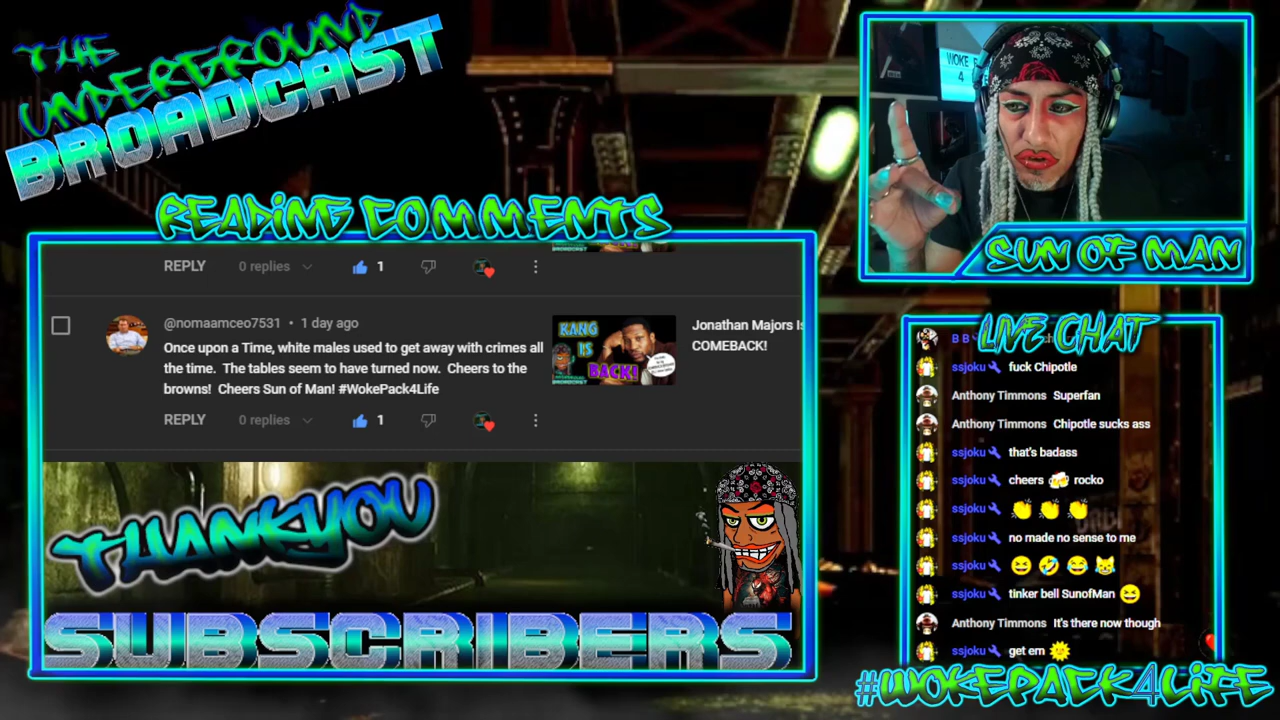 THE
UNDERGROUND
BROADCAST
READING COMMENTS
REPLY 0 replies 1
@nomaamceo7531 • 1 day ago
Once upon a Time, white males used to get away with crimes all
the time. The tables seem to have turned now. Cheers to the
browns! Cheers Sun of Man! #WokePack4Life
REPLY 0 replies 1
KANG
IS
BACK!
Jonathan Majors Is
COMEBACK!
THANKYOU
SUBSCRIBERS
WOKE
4
SUN OF MAN
LIVE CHAT
B B
ssjoku fuck Chipotle
Anthony Timmons Superfan
Anthony Timmons Chipotle sucks ass
ssjoku that's badass
ssjoku cheers 🍻 rocko
ssjoku 👏 👏 👏
ssjoku no made no sense to me
ssjoku 😆 🤣 😂 😹
ssjoku tinker bell SunofMan 😆
Anthony Timmons It's there now though
ssjoku get em 🌞
#WOKEPACK4LIFE